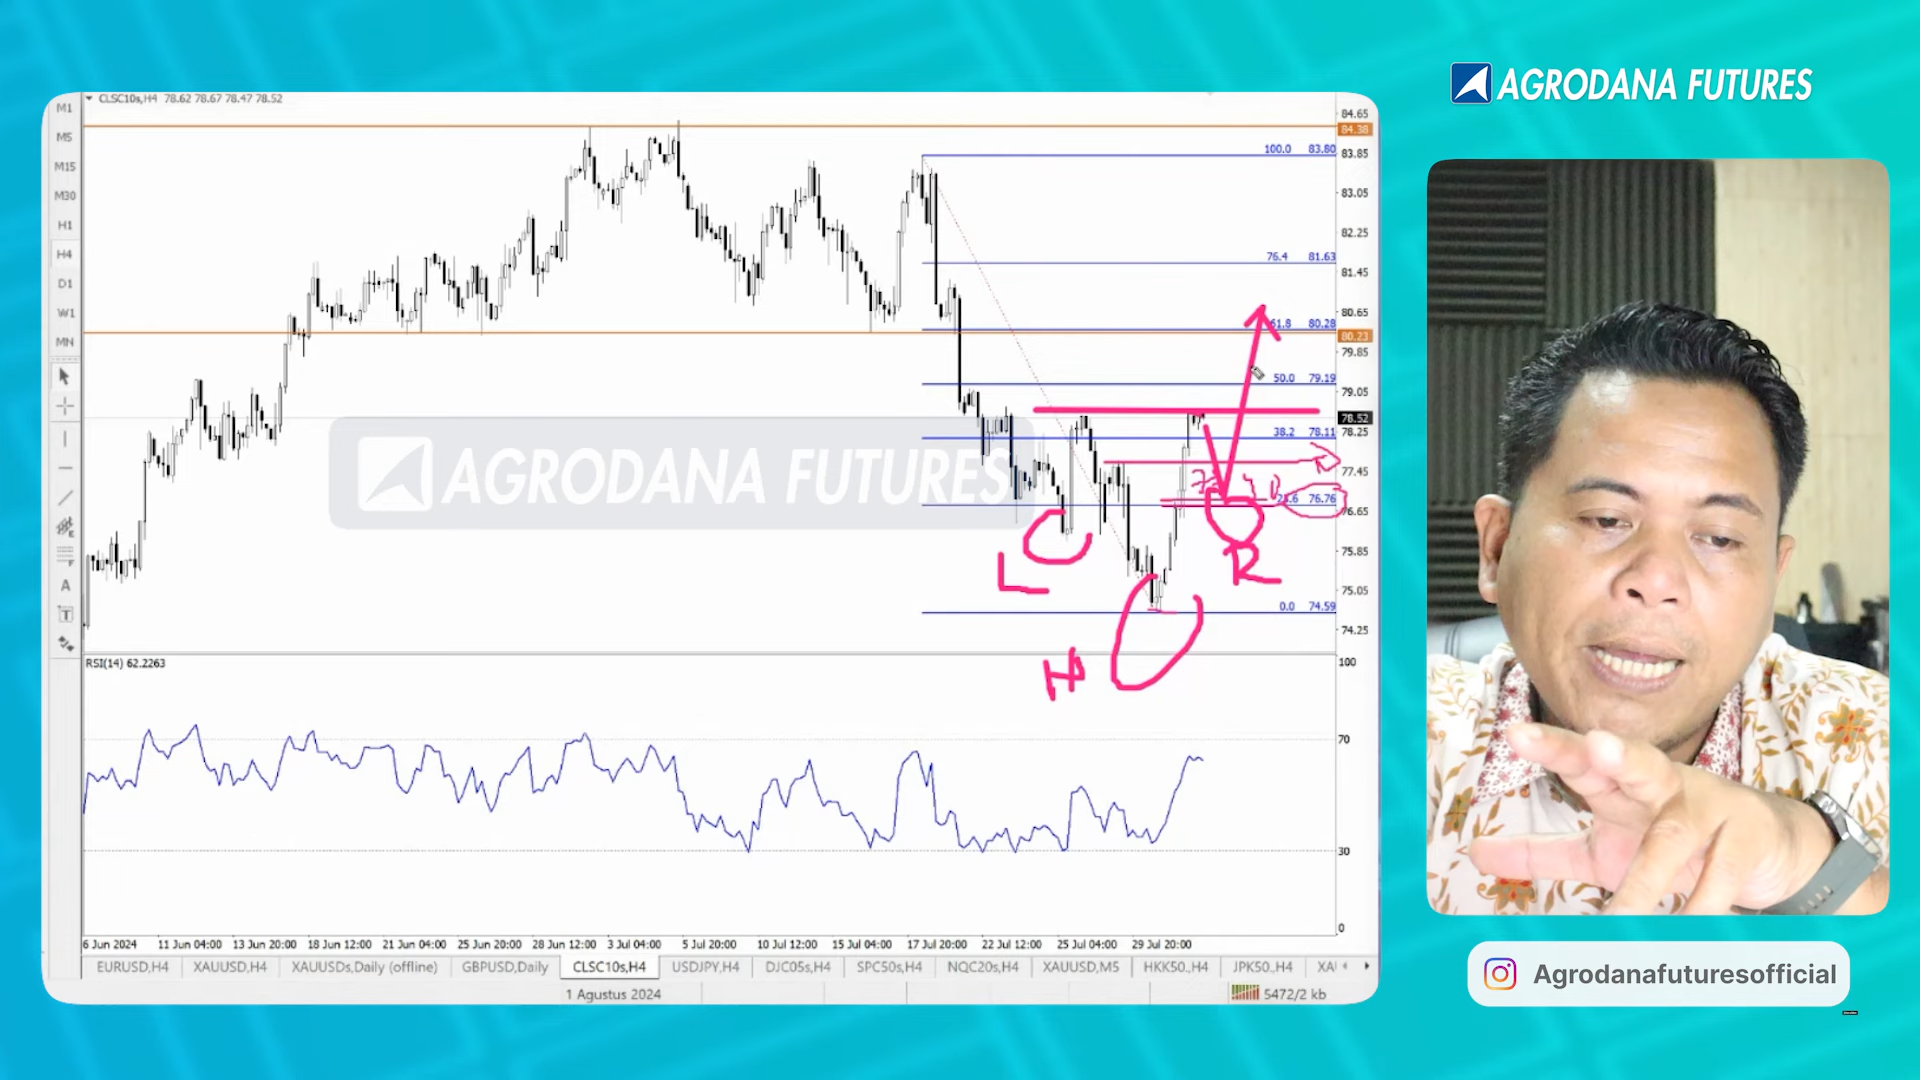 AGRODANA FUTURES
CLSC10s,H4 78.62 78.67 78.47 78.52
M1
M5
M15
M30
H1
H4
D1
W1
MN
A
T
84.65
84.38
83.85
83.05
82.25
81.45
80.65
80.23
79.85
79.05
78.52
78.25
77.45
76.65
75.85
75.05
74.25
100.0 83.80
76.4 81.63
61.8 80.28
50.0 79.19
38.2 78.11
23.6 76.76
0.0 74.59
AGRODANA FUTURES
L
H
R
RSI(14) 62.2263
100
70
30
0
6 Jun 2024 11 Jun 04:00 13 Jun 20:00 18 Jun 12:00 21 Jun 04:00 25 Jun 20:00 28 Jun 12:00 3 Jul 04:00 5 Jul 20:00 10 Jul 12:00 15 Jul 04:00 17 Jul 20:00 22 Jul 12:00 25 Jul 04:00 29 Jul 20:00
EURUSD,H4 XAUUSD,H4 XAUUSDs,Daily (offline) GBPUSD,Daily CLSC10s,H4 USDJPY,H4 DJC05s,H4 SPC50s,H4 NQC20s,H4 XAUUSD,M5 HKK50.,H4 JPK50.,H4 XAU
1 Agustus 2024
5472/2 kb
Agrodanafuturesofficial